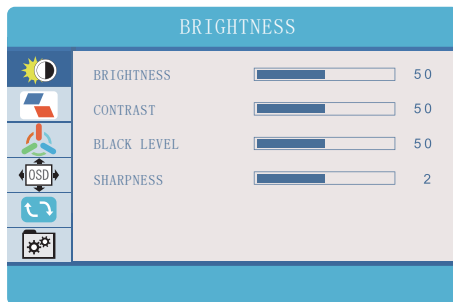 BRIGHTNESS
BRIGHTNESS 50
CONTRAST 50
BLACK LEVEL 50
OSD
SHARPNESS 2